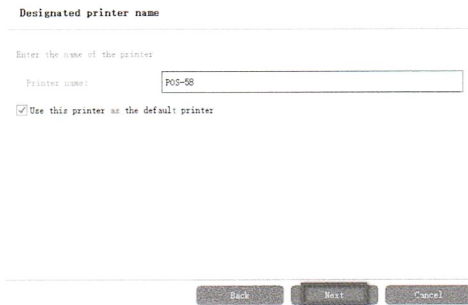 Designated printer name
Enter the name of the printer
Printer name: POS-58
Use this printer as the default printer
Back Next Cancel